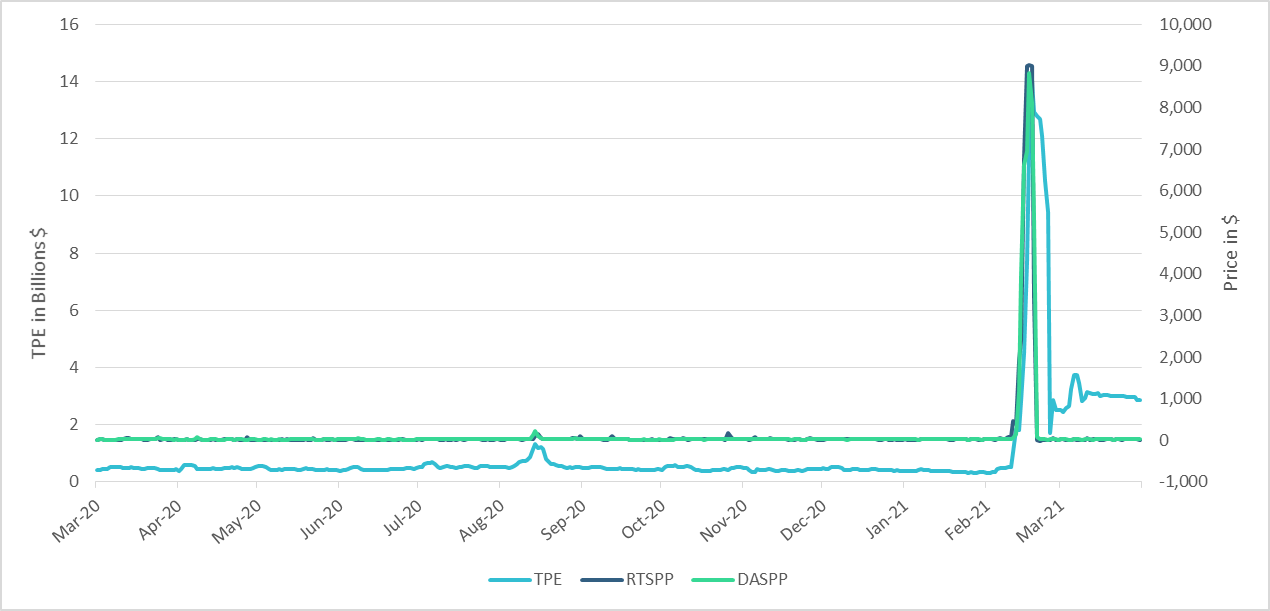 16
14
12
10
8
6
4
2
0
TPE in Billions $
10,000
9,000
8,000
7,000
6,000
5,000
4,000
3,000
2,000
1,000
0
-1,000
Price in $
Mar-20
Apr-20
May-20
Jun-20
Jul-20
Aug-20
Sep-20
Oct-20
Nov-20
Dec-20
Jan-21
Feb-21
Mar-21
TPE RTSPP DASPP